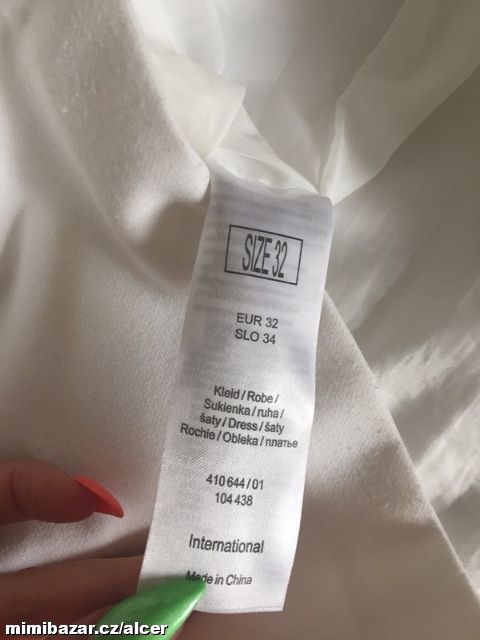 SIZE 32
EUR 32
SLO 34
Kleid / Robe /
Sukienka / ruha /
šaty / Dress / šaty
Rochie / Obleka / платье
410 644 / 01
104 438
International
Made in China
mimibazar.cz/alcer